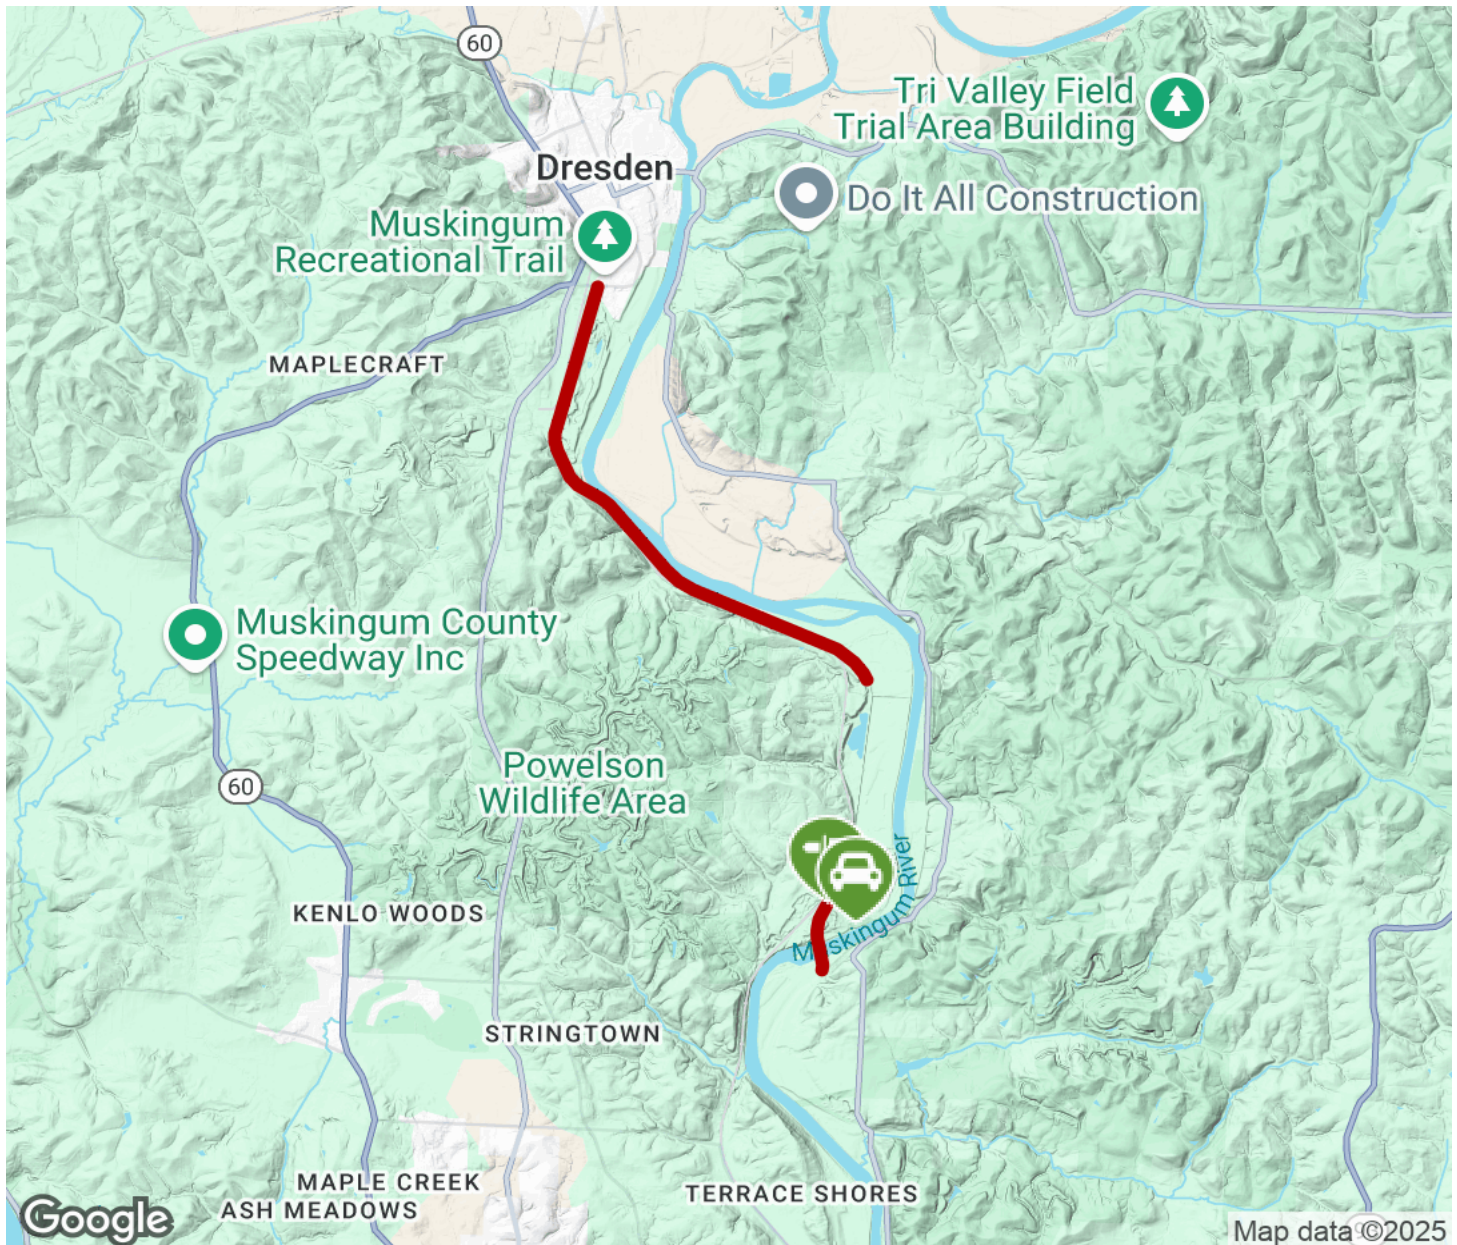 60
Tri Valley Field
Trial Area Building
Dresden
Do It All Construction
Muskingum
Recreational Trail
MAPLECRAFT
Muskingum County
Speedway Inc
Powelson
Wildlife Area
60
Muskingum River
KENLO WOODS
STRINGTOWN
MAPLE CREEK
TERRACE SHORES
ASH MEADOWS
Google
Map data ©2025